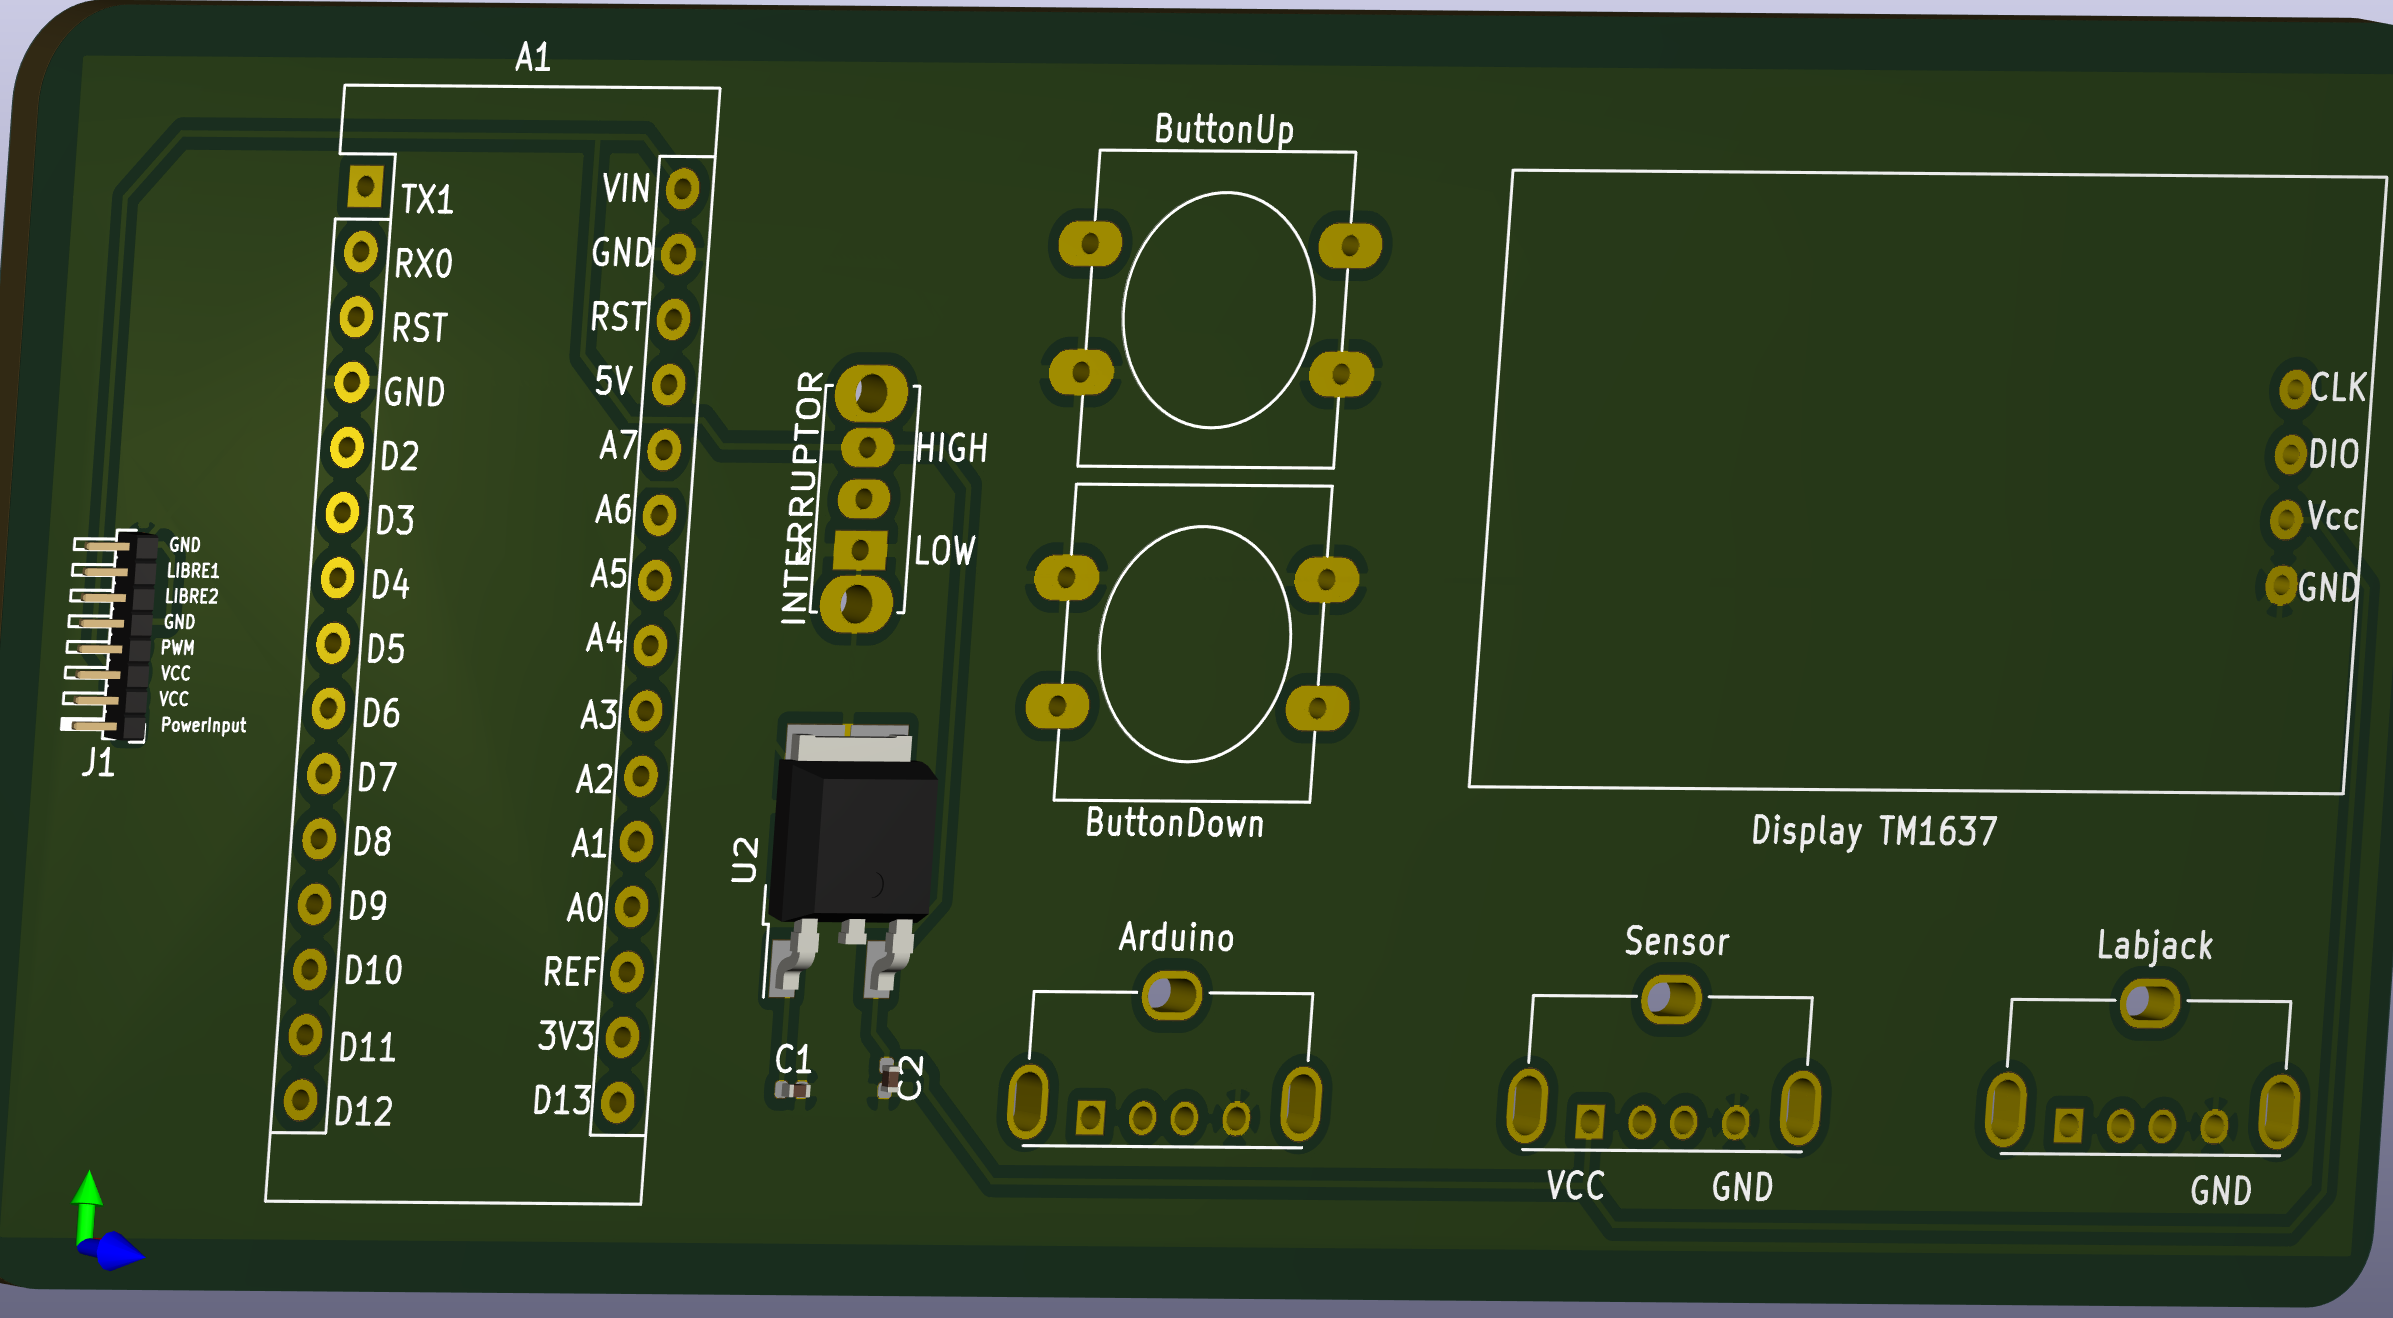 A1
TX1
RX0
RST
GND
D2
D3
D4
D5
D6
D7
D8
D9
D10
D11
D12
VIN
GND
RST
5V
A7
A6
A5
A4
A3
A2
A1
A0
REF
3V3
D13
GND
LIBRE1
LIBRE2
GND
PWM
VCC
VCC
PowerInput
J1
INTERRUPTOR
HIGH
LOW
U2
C1
C2
ButtonUp
ButtonDown
CLK
DIO
Vcc
GND
Display TM1637
Arduino
Sensor
VCC
GND
Labjack
GND